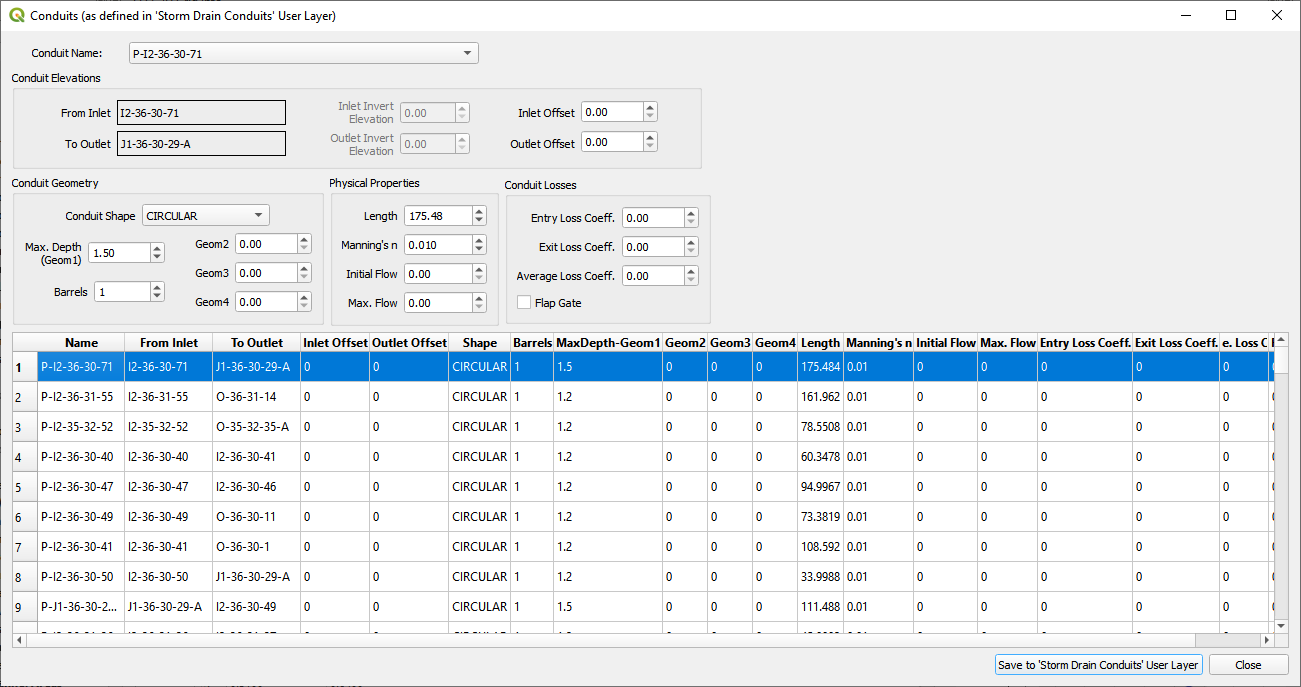 Conduits (as defined in 'Storm Drain Conduits' User Layer)
Conduit Name: P-I2-36-30-71
Conduit Elevations
From Inlet I2-36-30-71 Inlet Invert Elevation 0.00 Inlet Offset 0.00
To Outlet J1-36-30-29-A Outlet Invert Elevation 0.00 Outlet Offset 0.00
Conduit Geometry
Conduit Shape CIRCULAR
Max. Depth (Geom1) 1.50
Barrels 1
Geom2 0.00
Geom3 0.00
Geom4 0.00
Physical Properties
Length 175.48
Manning's n 0.010
Initial Flow 0.00
Max. Flow 0.00
Conduit Losses
Entry Loss Coeff. 0.00
Exit Loss Coeff. 0.00
Average Loss Coeff. 0.00
Flap Gate
Name From Inlet To Outlet Inlet Offset Outlet Offset Shape Barrels MaxDepth-Geom1 Geom2 Geom3 Geom4 Length Manning's n Initial Flow Max. Flow Entry Loss Coeff. Exit Loss Coeff. e. Loss C
1 P-I2-36-30-71 I2-36-30-71 J1-36-30-29-A 0 0 CIRCULAR 1 1.5 0 0 0 175.484 0.01 0 0 0 0 0
2 P-I2-36-31-55 I2-36-31-55 O-36-31-14 0 0 CIRCULAR 1 1.2 0 0 0 161.962 0.01 0 0 0 0 0
3 P-I2-35-32-52 I2-35-32-52 O-35-32-35-A 0 0 CIRCULAR 1 1.2 0 0 0 78.5508 0.01 0 0 0 0 0
4 P-I2-36-30-40 I2-36-30-40 I2-36-30-41 0 0 CIRCULAR 1 1.2 0 0 0 60.3478 0.01 0 0 0 0 0
5 P-I2-36-30-47 I2-36-30-47 I2-36-30-46 0 0 CIRCULAR 1 1.2 0 0 0 94.9967 0.01 0 0 0 0 0
6 P-I2-36-30-49 I2-36-30-49 O-36-30-11 0 0 CIRCULAR 1 1.2 0 0 0 73.3819 0.01 0 0 0 0 0
7 P-I2-36-30-41 I2-36-30-41 O-36-30-1 0 0 CIRCULAR 1 1.2 0 0 0 108.592 0.01 0 0 0 0 0
8 P-I2-36-30-50 I2-36-30-50 J1-36-30-29-A 0 0 CIRCULAR 1 1.2 0 0 0 33.9988 0.01 0 0 0 0 0
9 P-J1-36-30-2... J1-36-30-29-A I2-36-30-49 0 0 CIRCULAR 1 1.5 0 0 0 111.488 0.01 0 0 0 0 0
Save to 'Storm Drain Conduits' User Layer Close